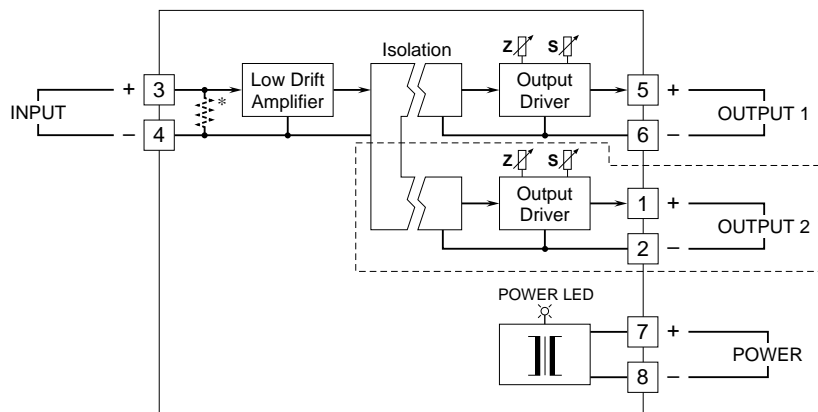 Isolation
Z S
+ 3
*
Low Drift
Amplifier
Output
Driver
5 +
INPUT
OUTPUT 1
– 4
6 –
Z S
Output
Driver
1 +
OUTPUT 2
2 –
POWER LED
7 +
POWER
8 –